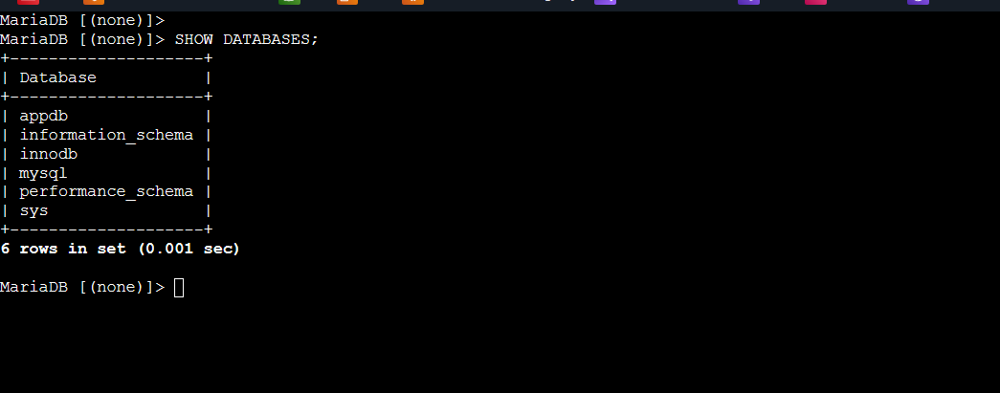 MariaDB [(none)]>
MariaDB [(none)]> SHOW DATABASES;
+--------------------+
| Database           |
+--------------------+
| appdb              |
| information_schema |
| innodb             |
| mysql              |
| performance_schema |
| sys                |
+--------------------+
6 rows in set (0.001 sec)
MariaDB [(none)]>